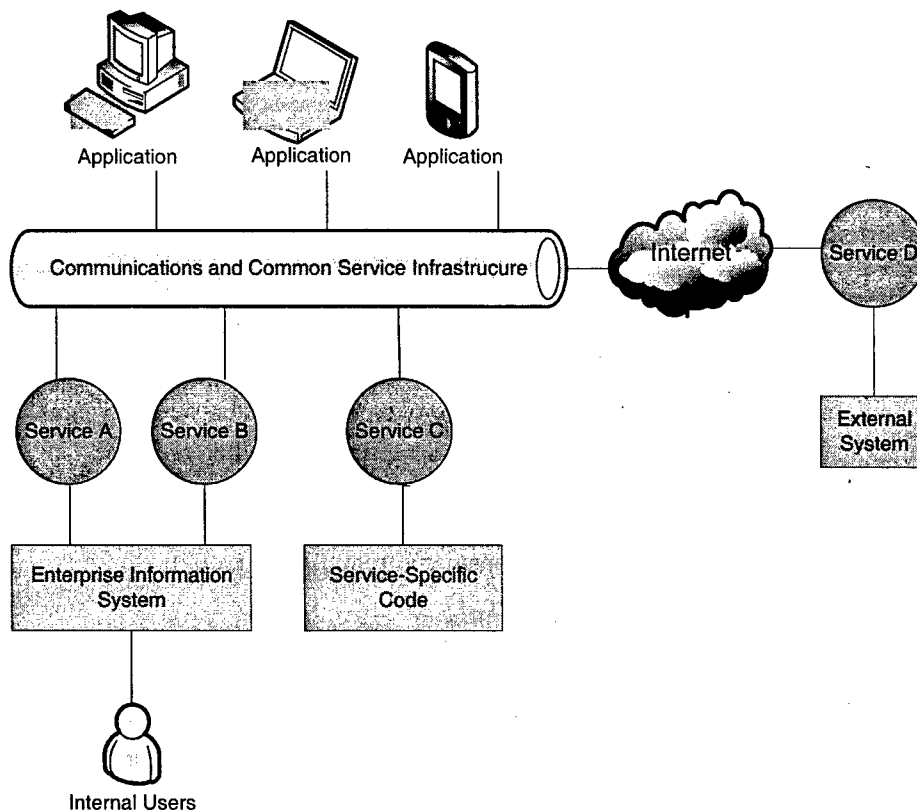 Application
Application
Application
Communications and Common Service Infrastrucure
Internet
Service D
Service A
Service B
Service C
External
System
Enterprise Information
System
Service-Specific
Code
Internal Users